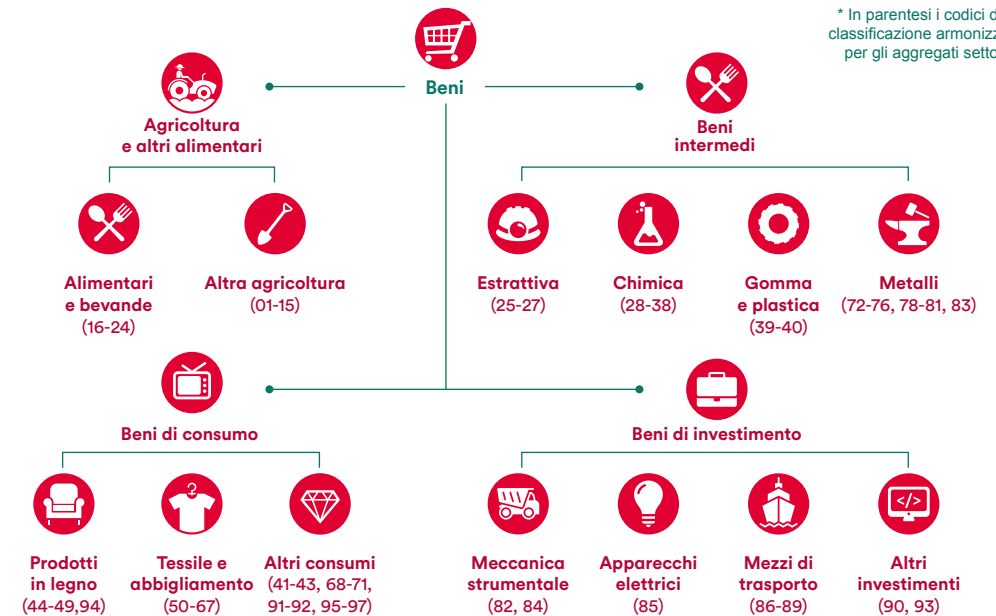 * In parentesi i codici d
classificazione armonizz
per gli aggregati setto
Beni
Agricoltura
e altri alimentari
Beni
intermedi
Alimentari
e bevande
(16-24)
Altra agricoltura
(01-15)
Estrattiva
(25-27)
Chimica
(28-38)
Gomma
e plastica
(39-40)
Metalli
(72-76, 78-81, 83)
Beni di consumo
Beni di investimento
Prodotti
in legno
(44-49,94)
Tessile e
abbigliamento
(50-67)
Altri consumi
(41-43, 68-71,
91-92, 95-97)
</>
Meccanica
strumentale
(82, 84)
Apparecchi
elettrici
(85)
Mezzi di
trasporto
(86-89)
Altri
investimenti
(90, 93)